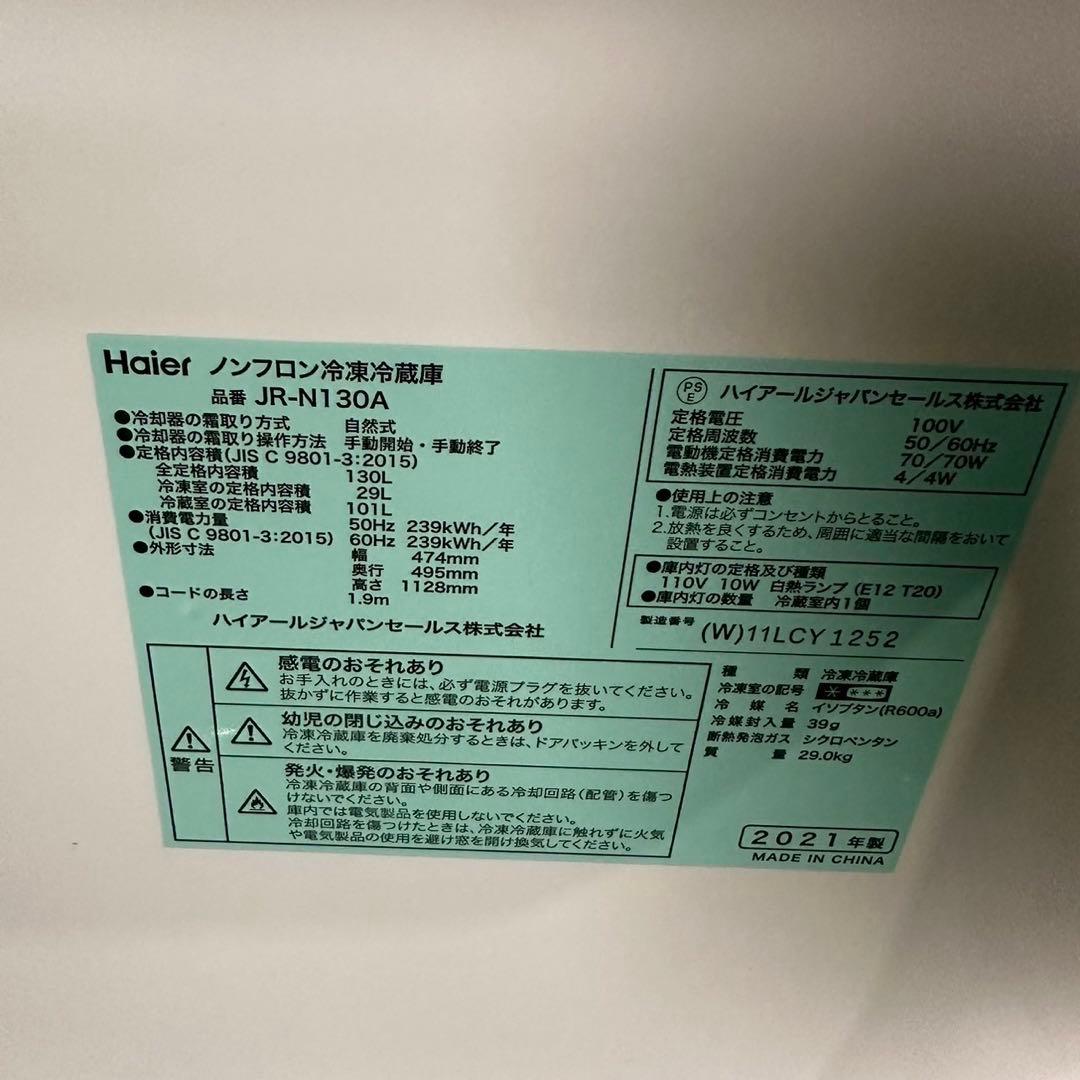 Haier ノンフロン冷凍冷蔵庫
品番 JR-N130A
●冷却器の霜取り方式 自然式
●冷却器の霜取り操作方法 手動開始・手動終了
●定格内容積(JIS C 9801-3:2015)
全定格内容積 130L
冷凍室の定格内容積 29L
冷蔵室の定格内容積 101L
●消費電力量 50Hz 239kWh/年
(JIS C 9801-3:2015) 60Hz 239kWh/年
●外形寸法 幅 474mm
奥行 495mm
高さ 1128mm
●コードの長さ 1.9m
ハイアールジャパンセールス株式会社
PSE ハイアールジャパンセールス株式会社
定格電圧 100V
定格周波数 50/60Hz
電動機定格消費電力 70/70W
電熱装置定格消費電力 4/4W
●使用上の注意
1.電源は必ずコンセントからとること。
2.放熱を良くするため、周囲に適当な間隔をおいて
設置すること。
●庫内灯の定格及び種類
110V 10W 白熱ランプ(E12 T20)
●庫内灯の数量 冷蔵室内1個
製造番号 (W)11LCY1252
警告
感電のおそれあり
お手入れのときには、必ず電源プラグを抜いてください。
抜かずに作業すると感電のおそれがあります。
幼児の閉じ込みのおそれあり
冷凍冷蔵庫を廃棄処分するときは、ドアパッキンを外して
ください。
発火・爆発のおそれあり
冷凍冷蔵庫の背面や側面にある冷却回路(配管)を傷つ
けないでください。
庫内では電気製品を使用しないでください。
冷却回路を傷つけたときは、冷凍冷蔵庫に触れずに火気
や電気製品の使用を避け窓を開け換気してください。
種類 冷凍冷蔵庫
冷凍室の記号 * ***
冷媒名 イソブタン(R600a)
冷媒封入量 39g
断熱発泡ガス シクロペンタン
質量 29.0kg
2021年製
MADE IN CHINA